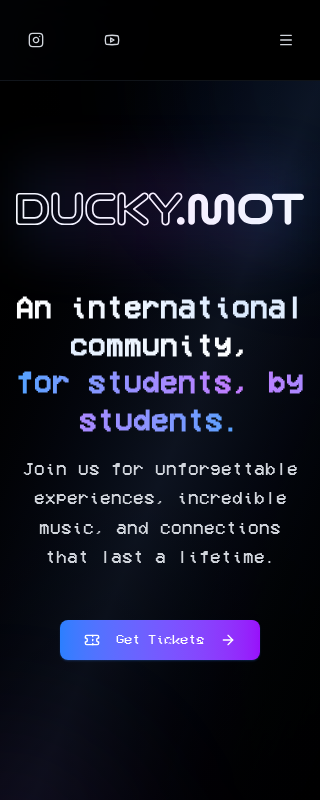 DUCKY.MOT
An international
community,
for students, by
students.
Join us for unforgettable
experiences, incredible
music, and connections
that last a lifetime.
Get Tickets